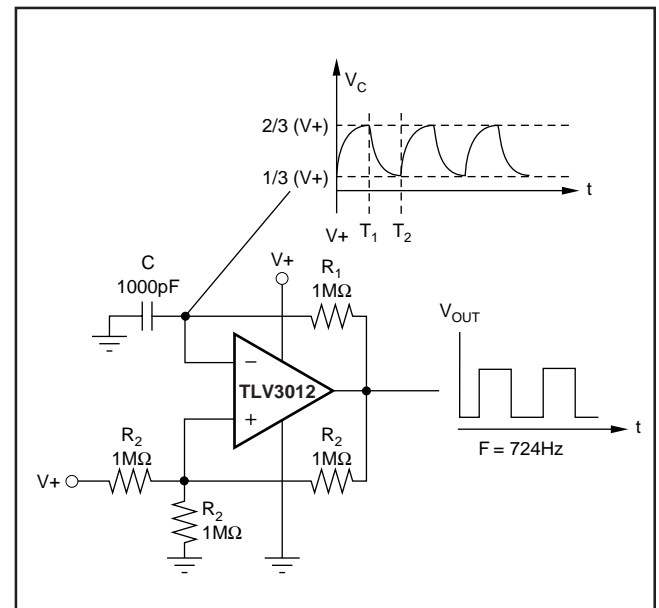 V_C
2/3 (V+)
1/3 (V+)
t
V+ T_1 T_2
C
1000pF
V+
R_1
1MΩ
V_OUT
−
TLV3012
+
t
F = 724Hz
R_2
1MΩ
R_2
1MΩ
V+
R_2
1MΩ